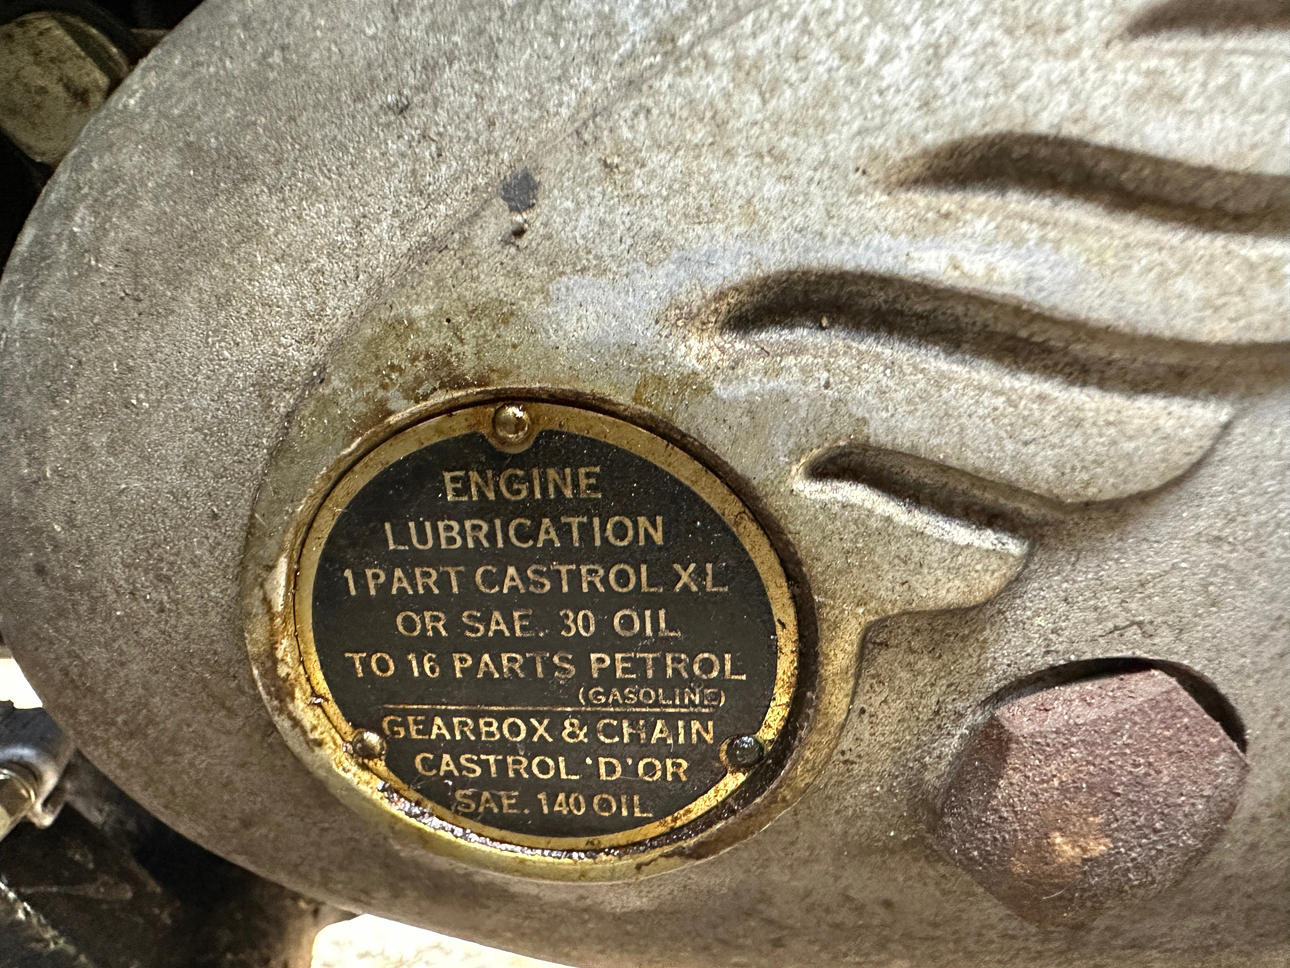 ENGINE
LUBRICATION
1 PART CASTROL XL
OR SAE. 30 OIL
TO 16 PARTS PETROL
(GASOLINE)
GEARBOX & CHAIN
CASTROL 'D' OR
SAE. 140 OIL